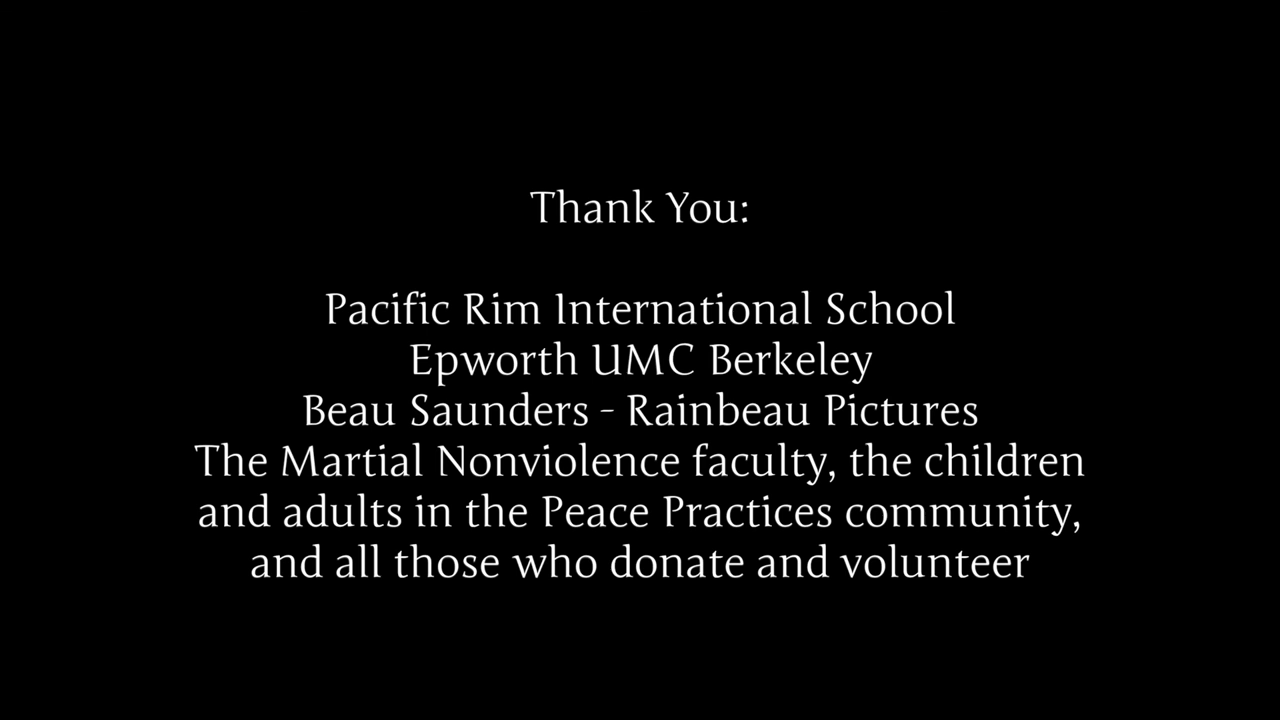 Thank You:
Pacific Rim International School
Epworth UMC Berkeley
Beau Saunders - Rainbeau Pictures
The Martial Nonviolence faculty, the children
and adults in the Peace Practices community,
and all those who donate and volunteer